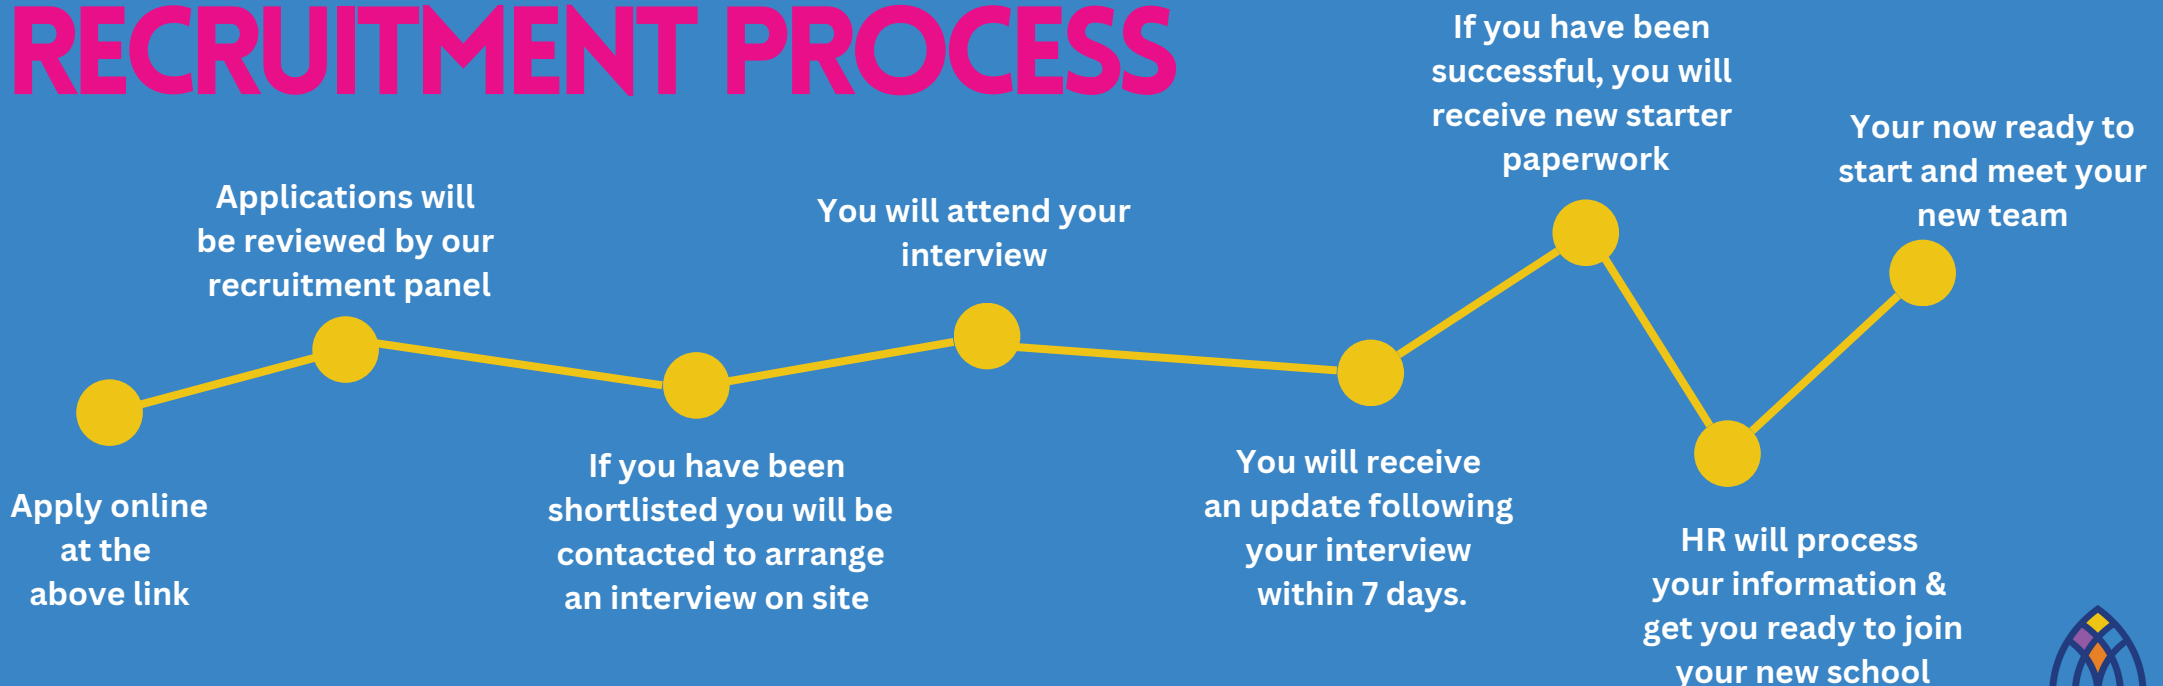 RECRUITMENT PROCESS
Apply online
at the
above link
Applications will
be reviewed by our
recruitment panel
If you have been
shortlisted you will be
contacted to arrange
an interview on site
You will attend your
interview
You will receive
an update following
your interview
within 7 days.
If you have been
successful, you will
receive new starter
paperwork
HR will process
your information &
get you ready to join
your new school
Your now ready to
start and meet your
new team